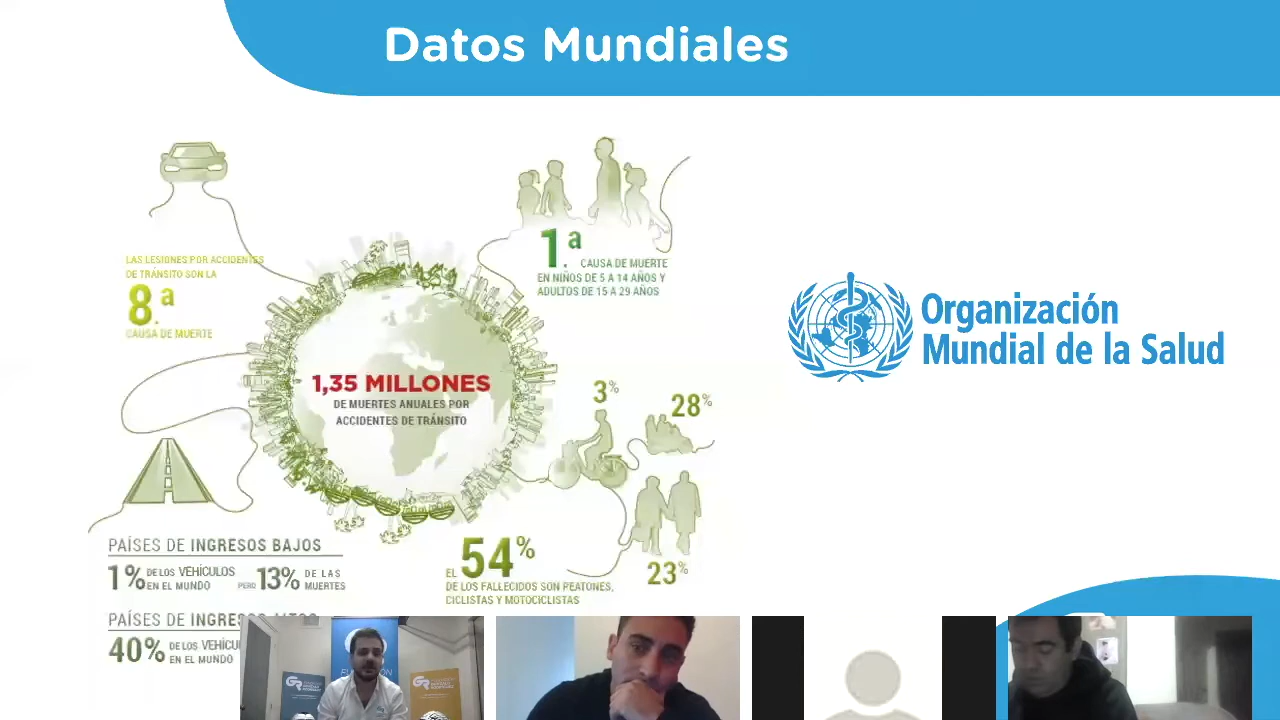 Datos Mundiales
LAS LESIONES POR ACCIDENTES
DE TRÁNSITO SON LA
8.ª
CAUSA DE MUERTE
1.ª
CAUSA DE MUERTE
EN NIÑOS DE 5 A 14 AÑOS Y
ADULTOS DE 15 A 29 AÑOS
Organización
Mundial de la Salud
1,35 MILLONES
DE MUERTES ANUALES POR
ACCIDENTES DE TRÁNSITO
3%
28%
23%
EL 54%
DE LOS FALLECIDOS SON PEATONES,
CICLISTAS Y MOTOCICLISTAS
PAÍSES DE INGRESOS BAJOS
1% DE LOS VEHÍCULOS
EN EL MUNDO
PERO 13% DE LAS
MUERTES
PAÍSES DE
40% DE LOS
EN EL MUNDO
GR
GR